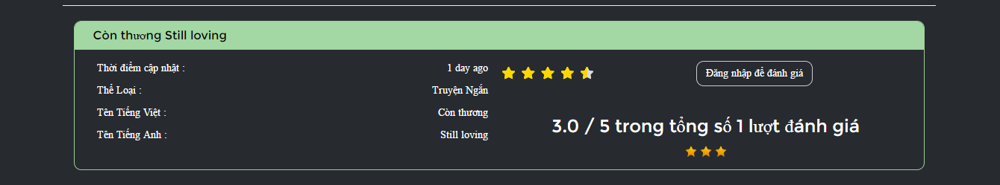 Còn thương Still loving
Thời điểm cập nhật : 1 day ago
Đăng nhập để đánh giá
Thể Loại : Truyện Ngắn
Tên Tiếng Việt : Còn thương
Tên Tiếng Anh : Still loving
3.0 / 5 trong tổng số 1 lượt đánh giá